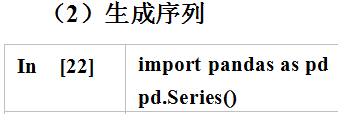 （2）生成序列
In [22] import pandas as pd
pd.Series()